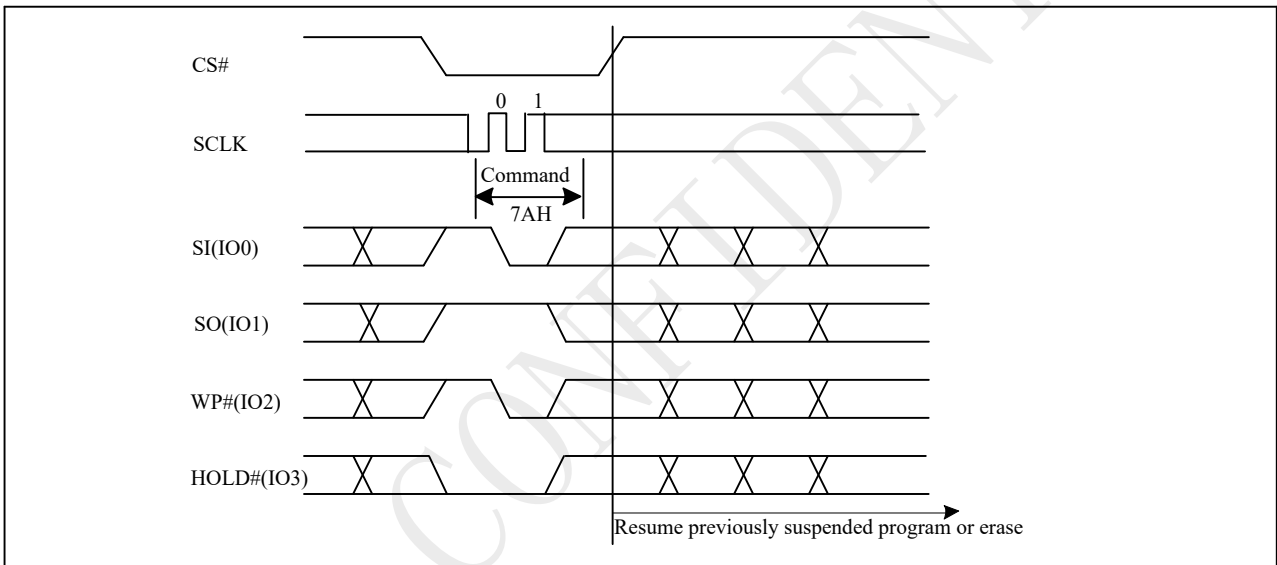 CS#
0 1
SCLK
Command
7AH
SI(IO0)
SO(IO1)
WP#(IO2)
HOLD#(IO3)
Resume previously suspended program or erase
CONFIDEN